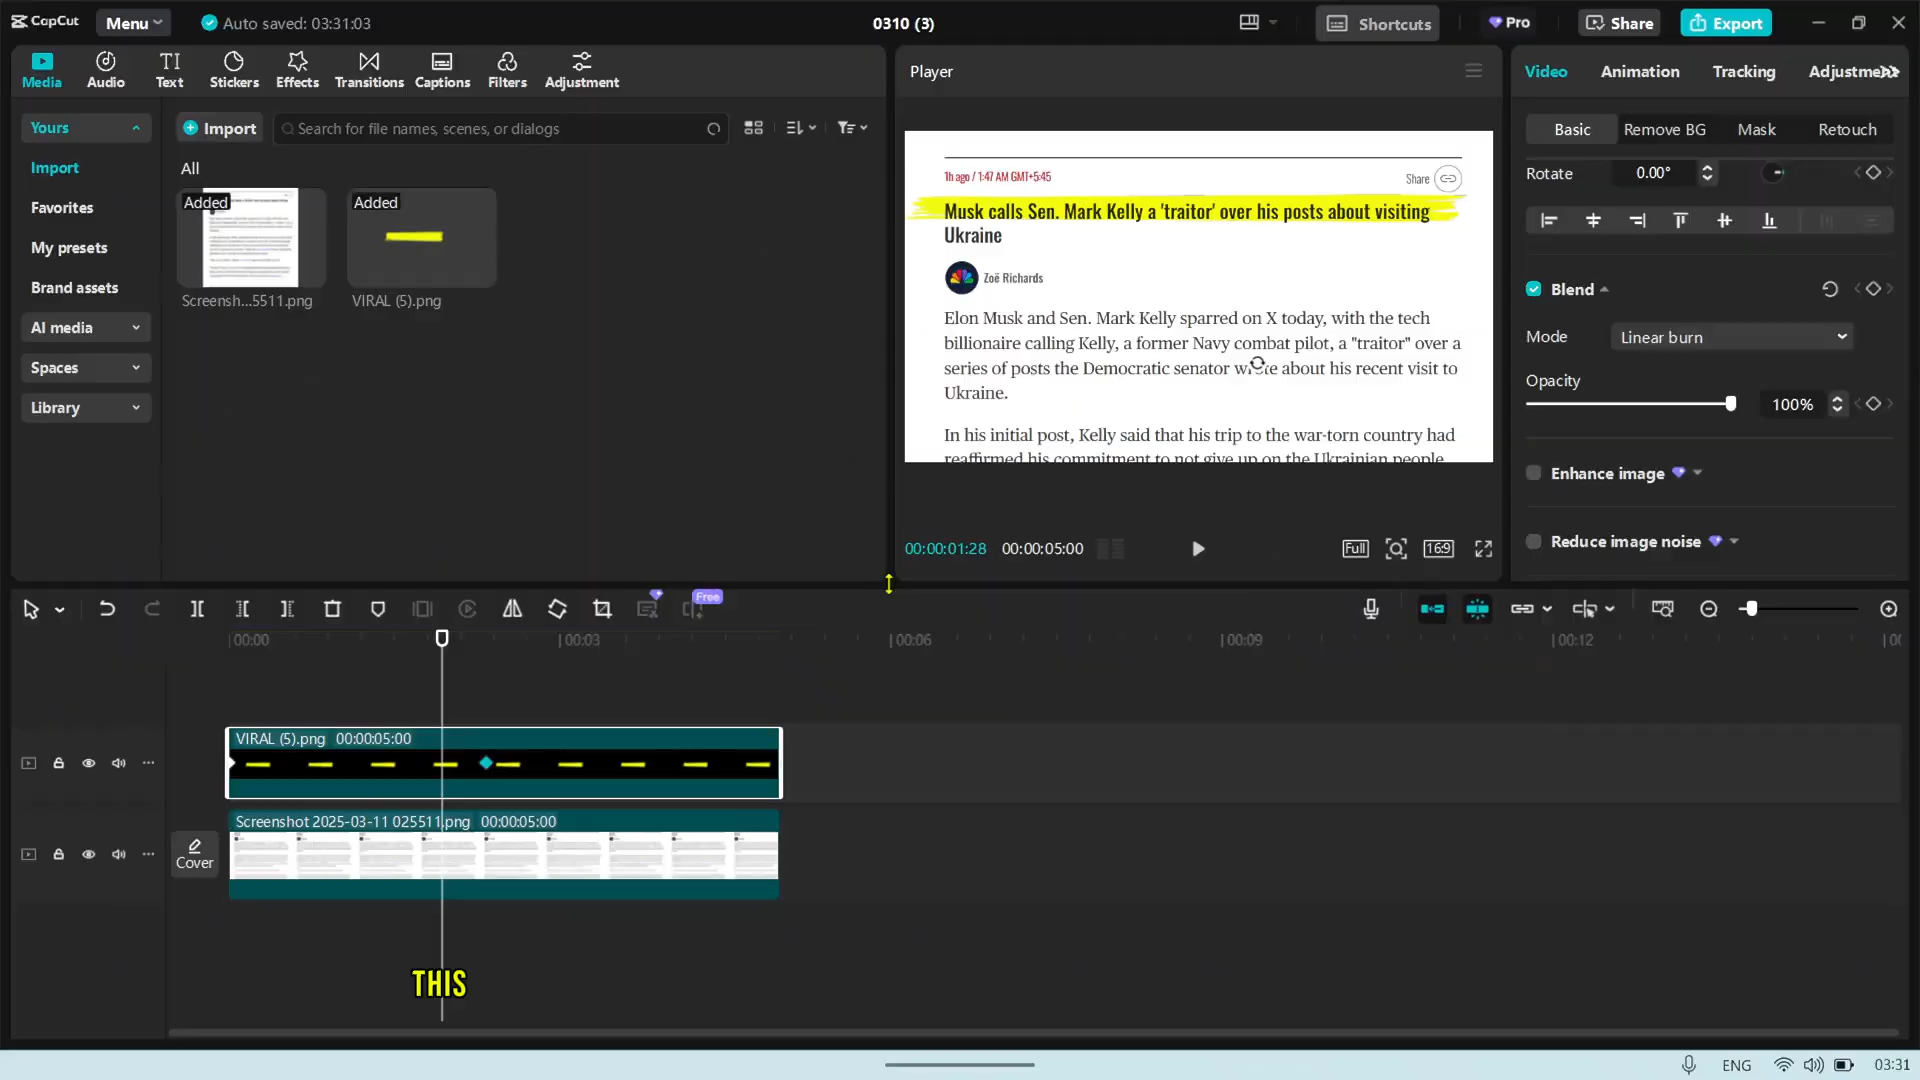 CapCut
Menu
Auto saved: 03:31:03
0310 (3)
Shortcuts
Pro
Share
Export
Media
Audio
Text
Stickers
Effects
Transitions
Captions
Filters
Adjustment
Yours
Import
Favorites
My presets
Brand assets
AI media
Spaces
Library
Import
Search for file names, scenes, or dialogs
All
Added
Added
Screensh...5511.png
VIRAL (5).png
Player
1h ago / 1:47 AM GMT+5:45
Share
Musk calls Sen. Mark Kelly a 'traitor' over his posts about visiting
Ukraine
Zoë Richards
Elon Musk and Sen. Mark Kelly sparred on X today, with the tech
billionaire calling Kelly, a former Navy combat pilot, a "traitor" over a
series of posts the Democratic senator wrote about his recent visit to
Ukraine.
In his initial post, Kelly said that his trip to the war-torn country had
reaffirmed his commitment to not give up on the Ukrainian people
00:00:01:28
00:00:05:00
Full
16:9
Video
Animation
Tracking
Adjustment
Basic
Remove BG
Mask
Retouch
Rotate
0.00°
Blend
Mode
Linear burn
Opacity
100%
Enhance image
Reduce image noise
Free
00:00
00:03
00:06
00:09
00:12
VIRAL (5).png 00:00:05:00
Screenshot 2025-03-11 025511.png 00:00:05:00
Cover
THIS
ENG
03:31